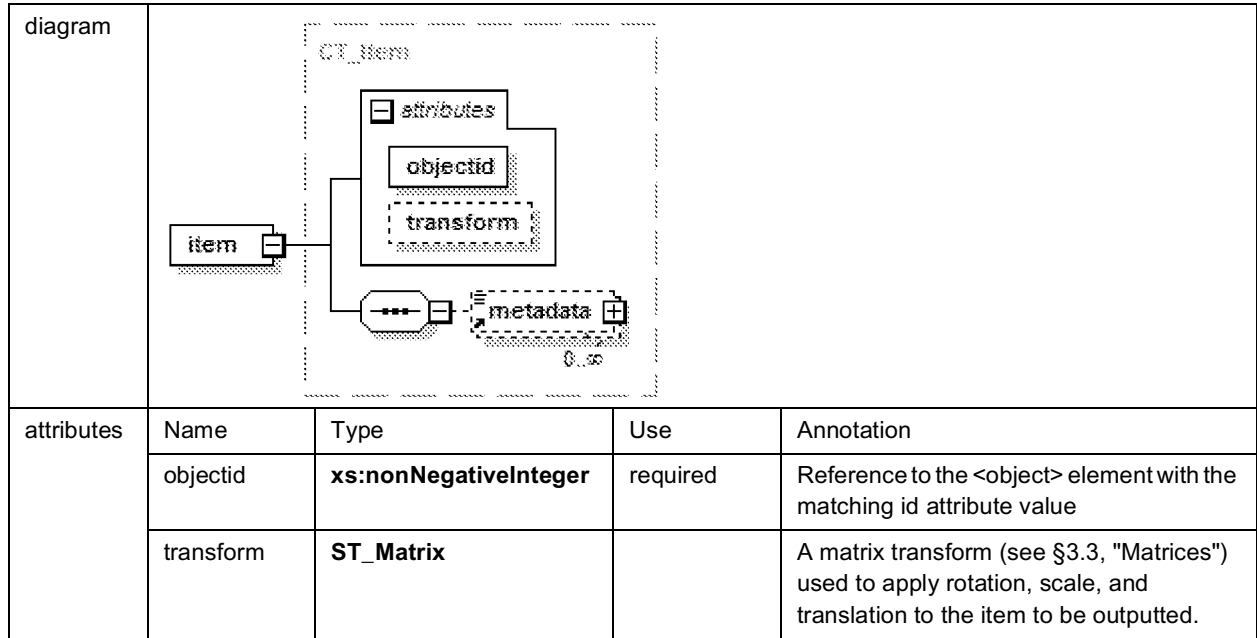 diagram
CT_Item
attributes
objectid
transform
item
metadata
0..∞
attributes Name Type Use Annotation
objectid xs:nonNegativeInteger required Reference to the <object> element with the
matching id attribute value
transform ST_Matrix A matrix transform (see §3.3, "Matrices")
used to apply rotation, scale, and
translation to the item to be outputted.